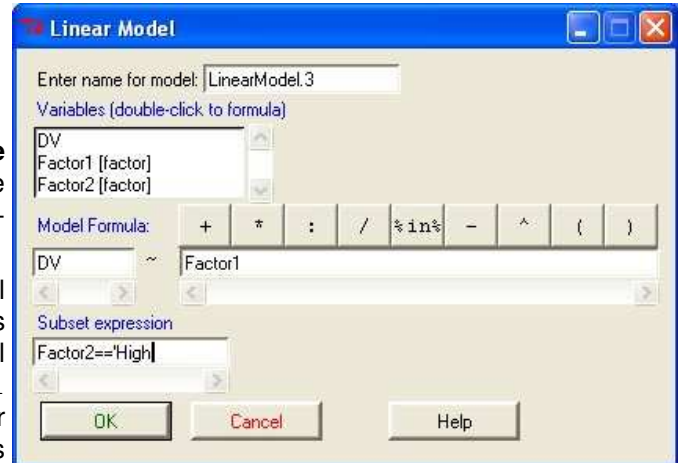 Linear Model
Enter name for model: LinearModel.3
Variables (double-click to formula)
DV
Factor1 [factor]
Factor2 [factor]
Model Formula: + * : / %in% - ^ ( )
DV ~ Factor1
Subset expression
Factor2=='High
OK Cancel Help